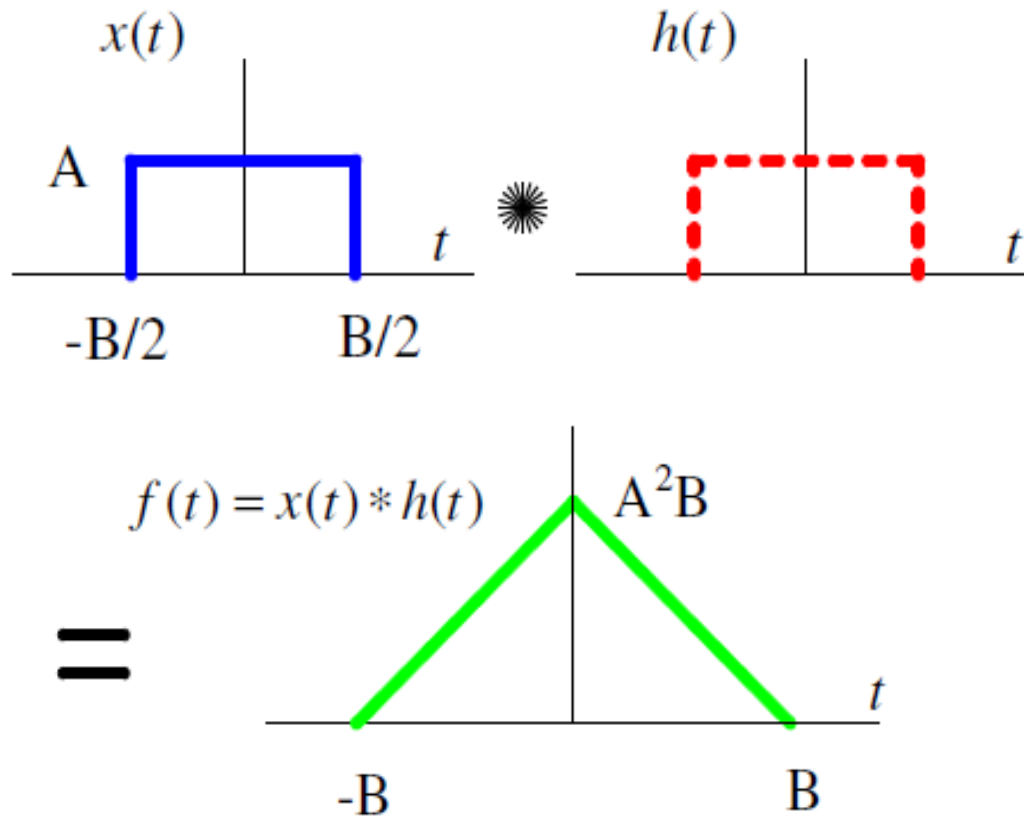 x(t) h(t)
A
t t
-B/2 B/2
f(t) = x(t) * h(t) A²B
=
t
-B B